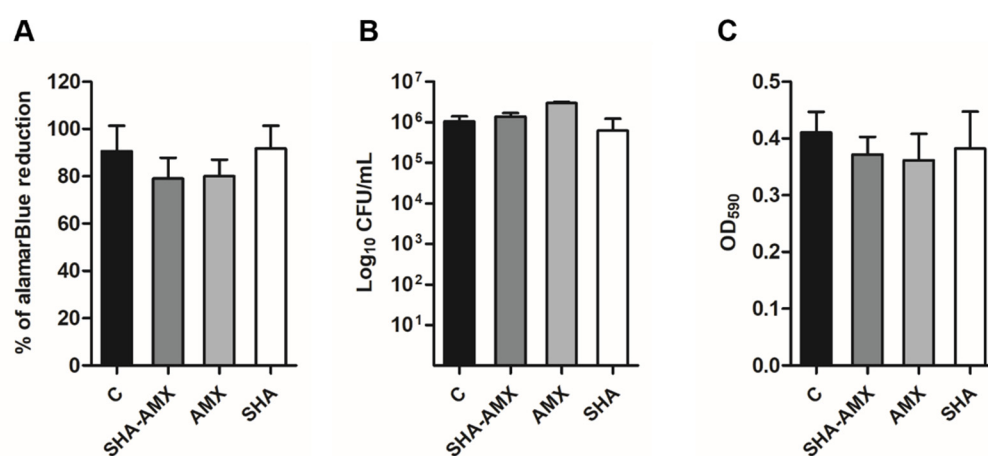 A
% of alamarBlue reduction
120
100
80
60
40
20
0
C
SHA-AMX
AMX
SHA
B
Log₁₀ CFU/mL
10⁷
10⁶
10⁵
10⁴
10³
10²
10¹
C
SHA-AMX
AMX
SHA
C
OD₅₉₀
0.5
0.4
0.3
0.2
0.1
0.0
C
SHA-AMX
AMX
SHA